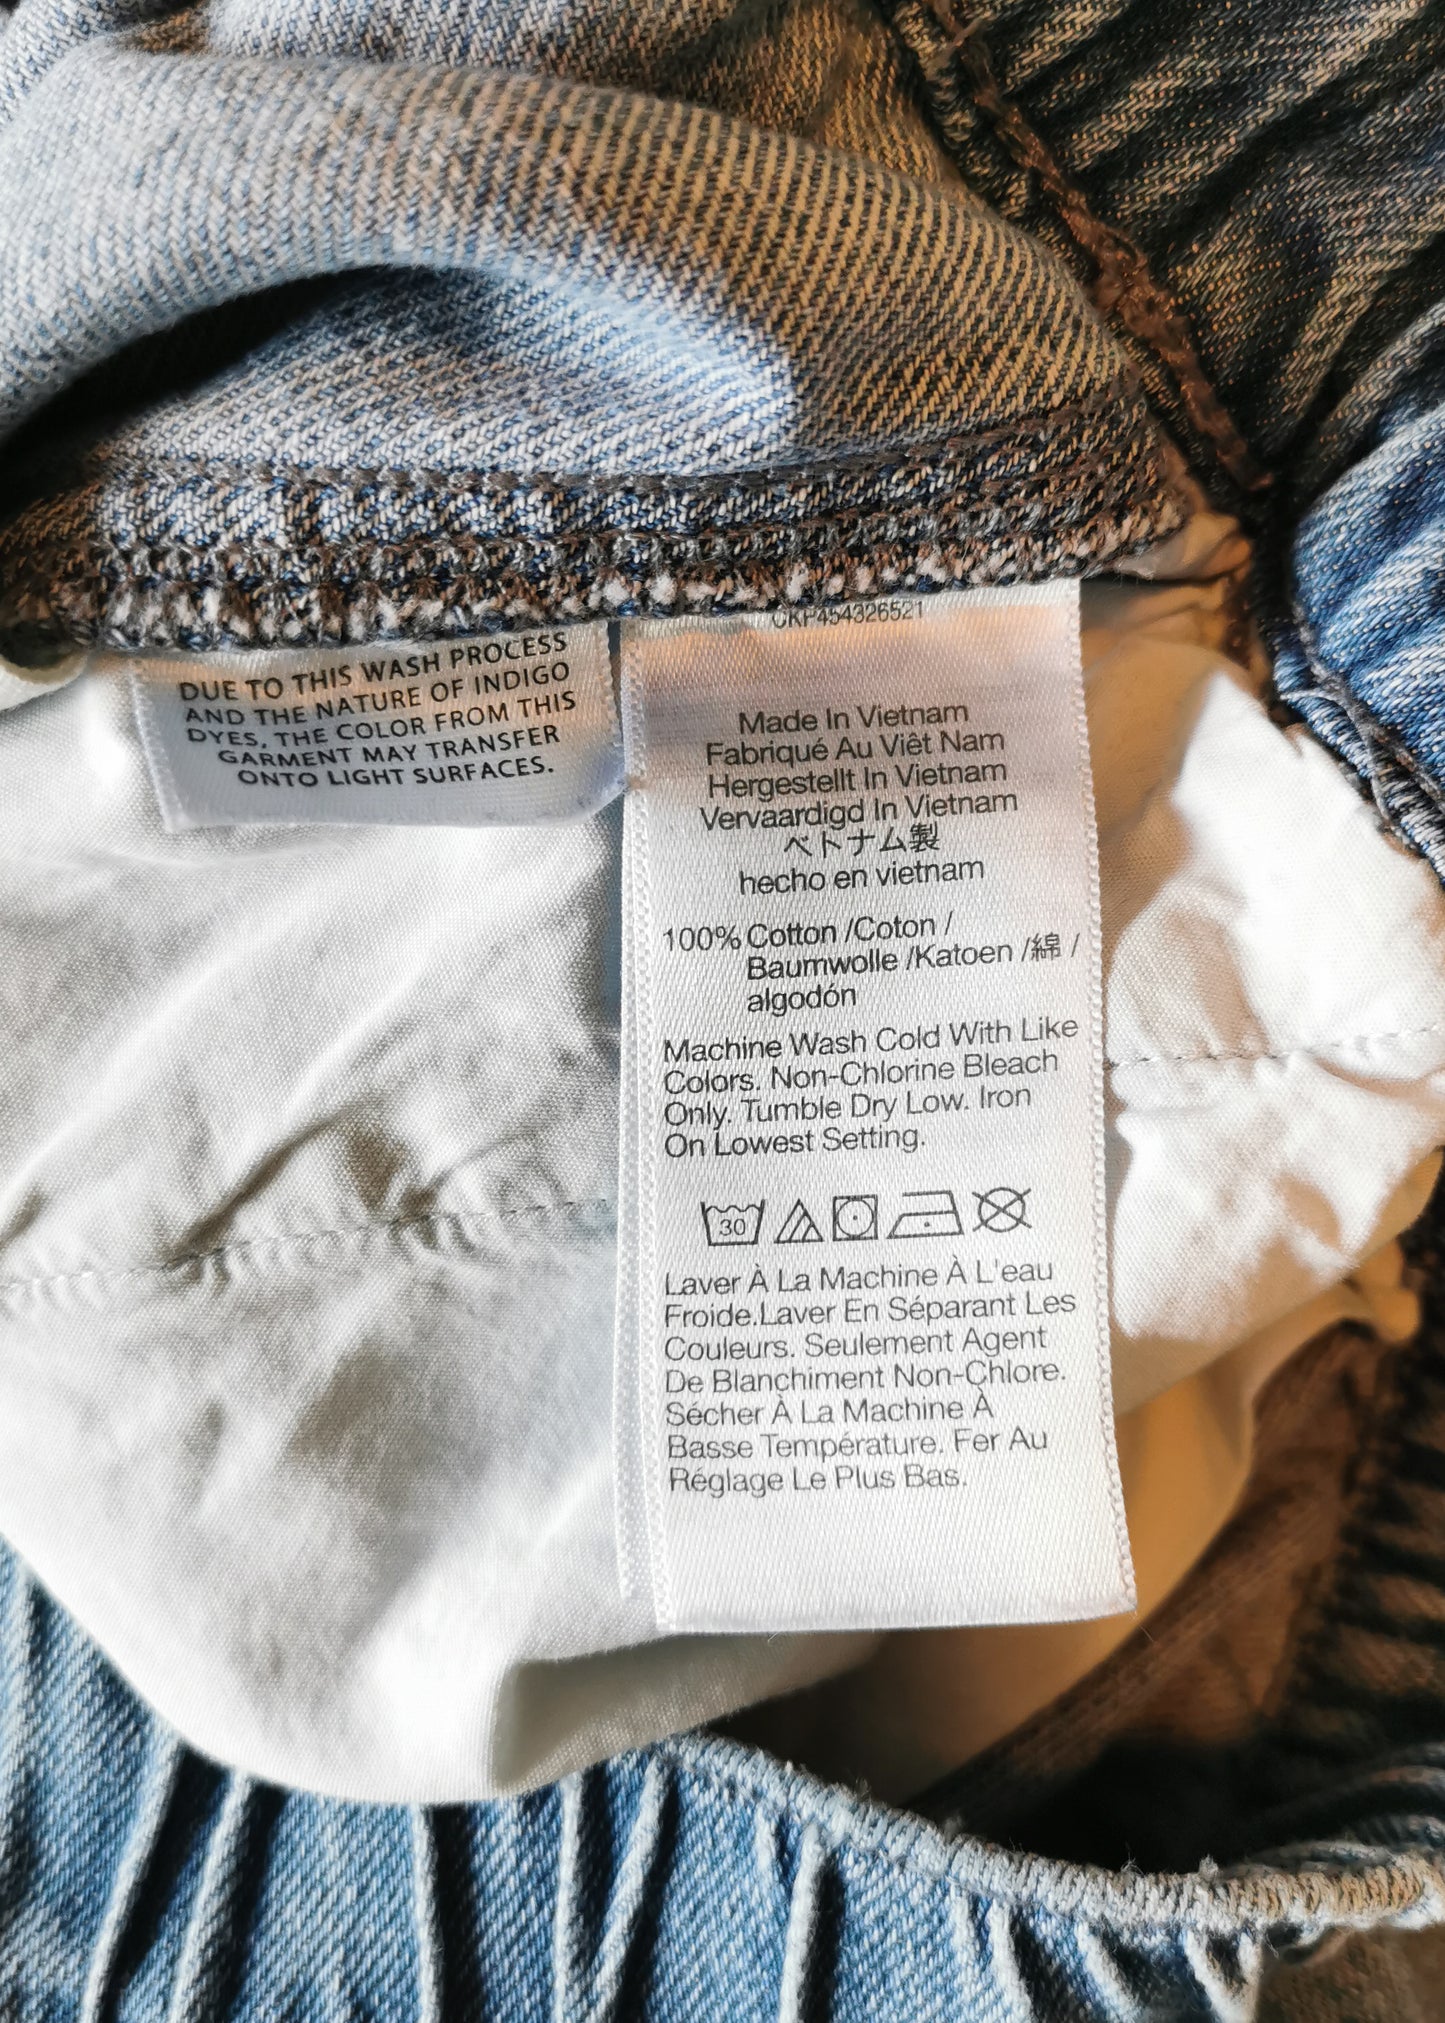 DUE TO THIS WASH PROCESS
AND THE NATURE OF INDIGO
DYES, THE COLOR FROM THIS
GARMENT MAY TRANSFER
ONTO LIGHT SURFACES.
CKP454326521
Made In Vietnam
Fabriqué Au Viêt Nam
Hergestellt In Vietnam
Vervaardigd In Vietnam
ベトナム製
hecho en vietnam
100% Cotton /Coton /
Baumwolle /Katoen /綿 /
algodón
Machine Wash Cold With Like
Colors. Non-Chlorine Bleach
Only. Tumble Dry Low. Iron
On Lowest Setting.
30
Laver À La Machine À L'eau
Froide.Laver En Séparant Les
Couleurs. Seulement Agent
De Blanchiment Non-Chlore.
Sécher À La Machine À
Basse Température. Fer Au
Réglage Le Plus Bas.